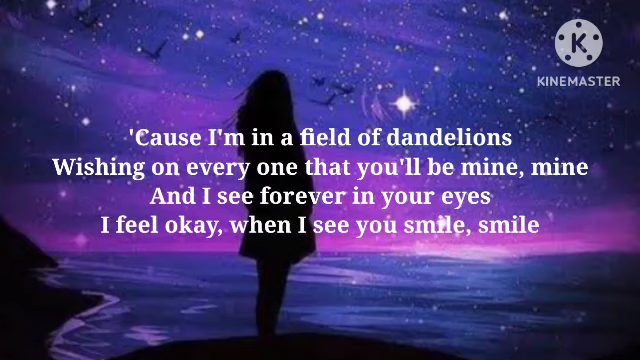 KINEMASTER
'Cause I'm in a field of dandelions
Wishing on every one that you'll be mine, mine
And I see forever in your eyes
I feel okay, when I see you smile, smile